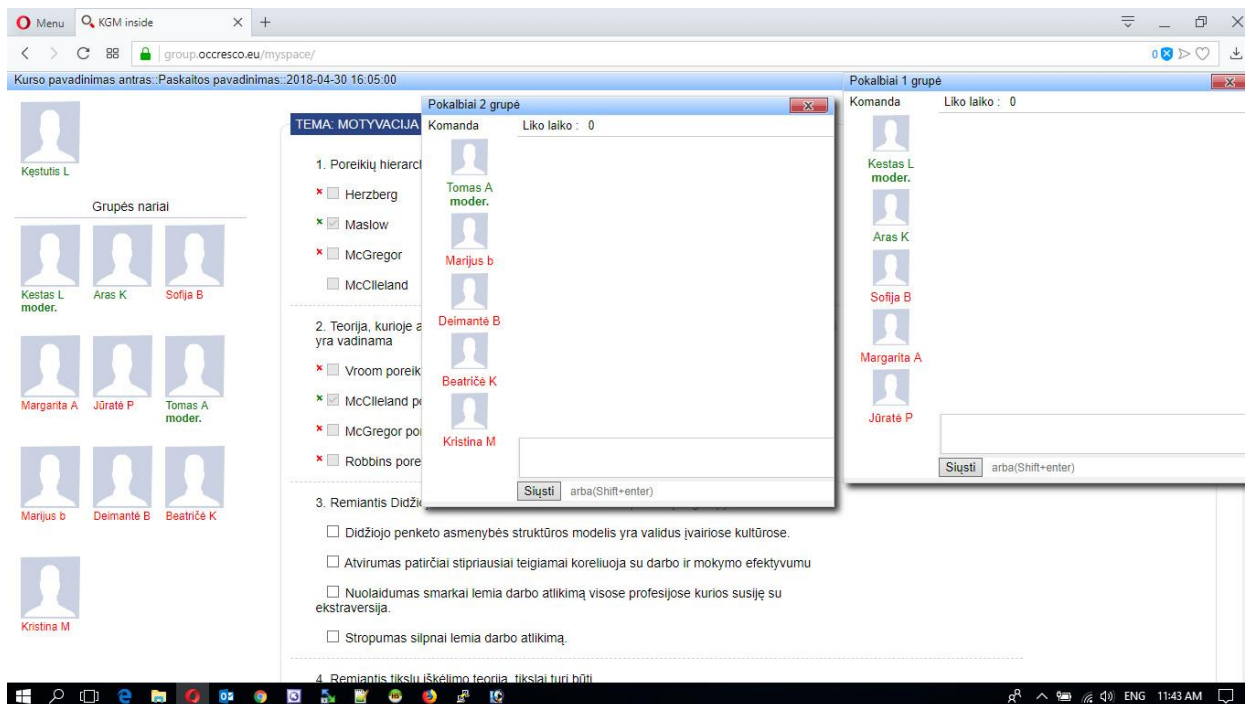 Menu
KGM inside
group.occresco.eu/myspace/
0
Kurso pavadinimas antras::Paskaitos pavadinimas::2018-04-30 16:05:00
Kęstutis L
Grupės nariai
Kestas L
moder.
Aras K
Sofija B
Margarita A
Jūratė P
Tomas A
moder.
Marijus b
Deimantė B
Beatričė K
Kristina M
TEMA: MOTYVACIJA
1. Poreikių hierarch
Herzberg
Maslow
McGregor
McClleland
2. Teorija, kurioje a
yra vadinama
Vroom poreik
McClleland po
McGregor por
Robbins pore
3. Remiantis Didžio
Didžiojo penketo asmenybės struktūros modelis yra validus įvairiose kultūrose.
Atvirumas patirčiai stipriausiai teigiamai koreliuoja su darbo ir mokymo efektyvumu
Nuolaidumas smarkai lemia darbo atlikimą visose profesijose kurios susiję su
ekstraversija.
Stropumas silpnai lemia darbo atlikimą.
4. Remiantis tikslų iškėlimo teorija, tikslai turi būti
Pokalbiai 2 grupė
Komanda
Liko laiko : 0
Tomas A
moder.
Marijus b
Deimantė B
Beatričė K
Kristina M
Siųsti
arba(Shift+enter)
Pokalbiai 1 grupė
Komanda
Liko laiko : 0
Kestas L
moder.
Aras K
Sofija B
Margarita A
Jūratė P
Siųsti
arba(Shift+enter)
ENG
11:43 AM